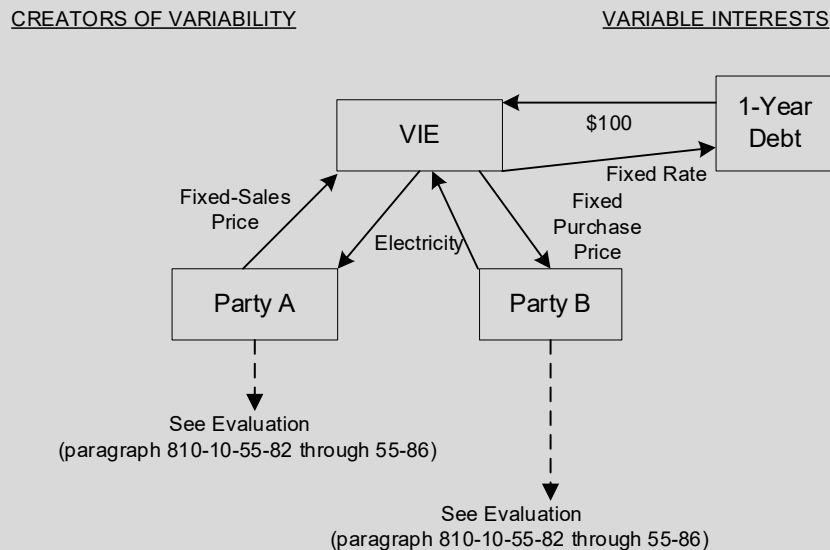 CREATORS OF VARIABILITY
VARIABLE INTERESTS
VIE
$100
1-Year
Debt
Fixed Rate
Fixed-Sales
Price
Electricity
Fixed
Purchase
Price
Party A
Party B
See Evaluation
(paragraph 810-10-55-82 through 55-86)
See Evaluation
(paragraph 810-10-55-82 through 55-86)